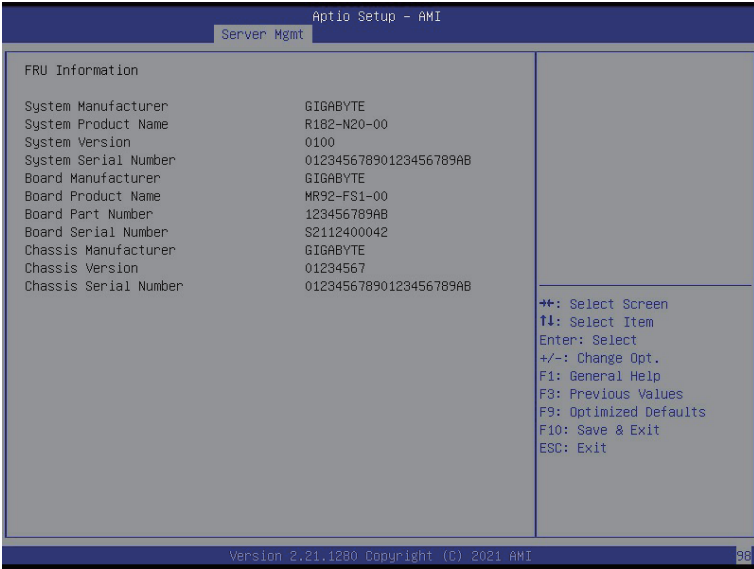 Aptio Setup – AMI
Server Mgmt
FRU Information
System Manufacturer GIGABYTE
System Product Name R182-N20-00
System Version 0100
System Serial Number 01234567890123456789AB
Board Manufacturer GIGABYTE
Board Product Name MR92-FS1-00
Board Part Number 123456789AB
Board Serial Number S2112400042
Chassis Manufacturer GIGABYTE
Chassis Version 01234567
Chassis Serial Number 01234567890123456789AB
→←: Select Screen
↑↓: Select Item
Enter: Select
+/-: Change Opt.
F1: General Help
F3: Previous Values
F9: Optimized Defaults
F10: Save & Exit
ESC: Exit
Version 2.21.1280 Copyright (C) 2021 AMI
98